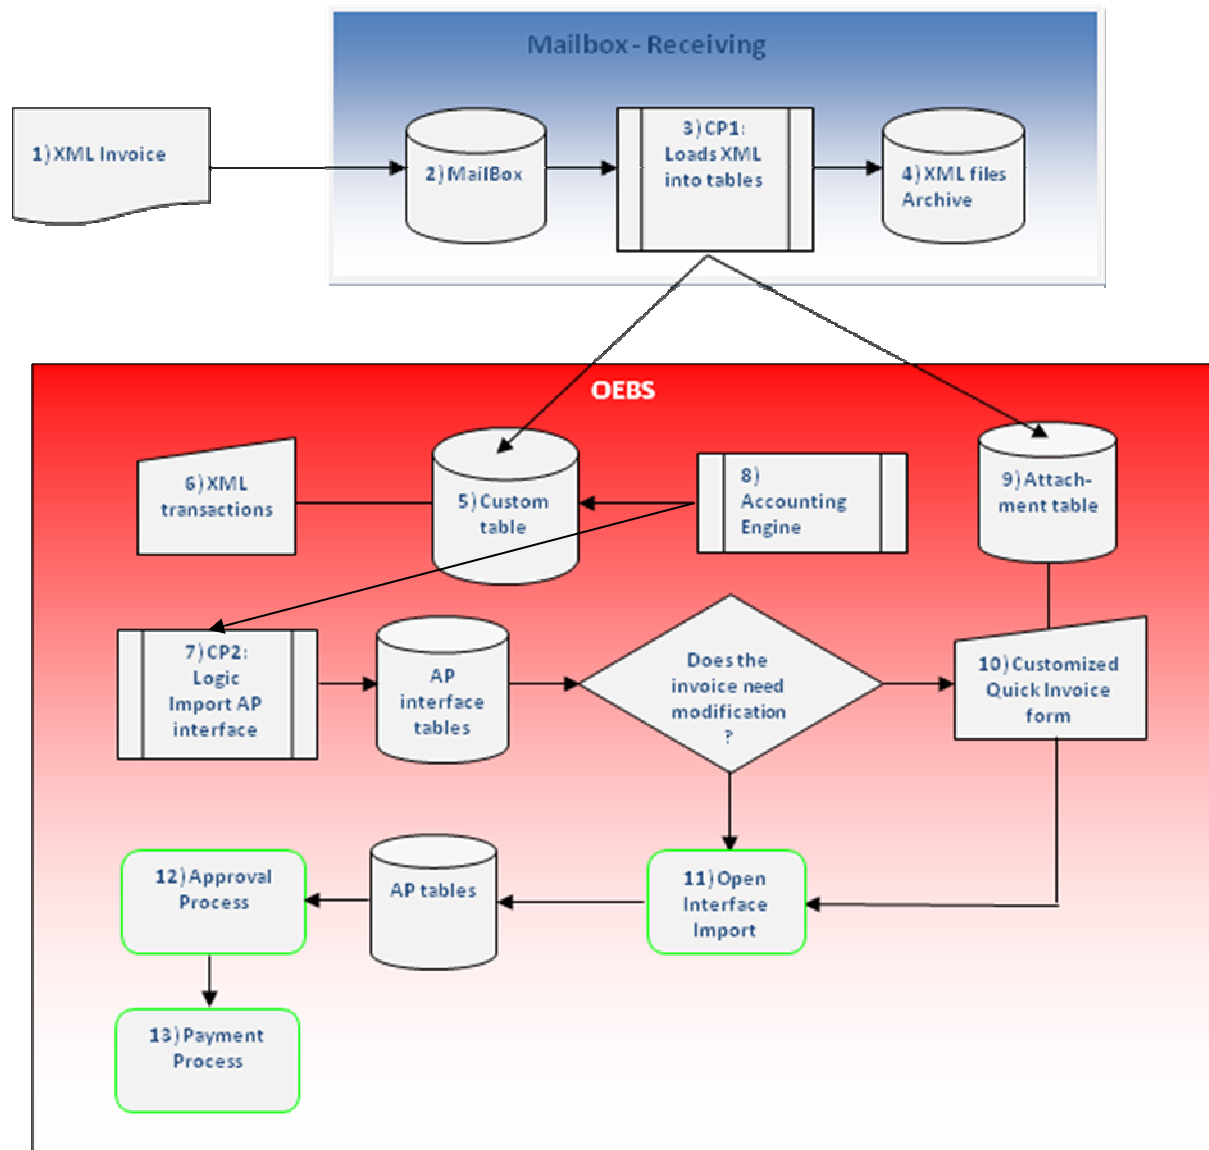 Mailbox - Receiving
1) XML Invoice
2) MailBox
3) CP1:
Loads XML
into tables
4) XML files
Archive
OEBS
6) XML
transactions
5) Custom
table
8)
Accounting
Engine
9) Attach-
ment table
7) CP2:
Logic
Import AP
interface
AP
interface
tables
Does the
invoice need
modification
?
10) Customized
Quick Invoice
form
12) Approval
Process
AP tables
11) Open
Interface
Import
13) Payment
Process